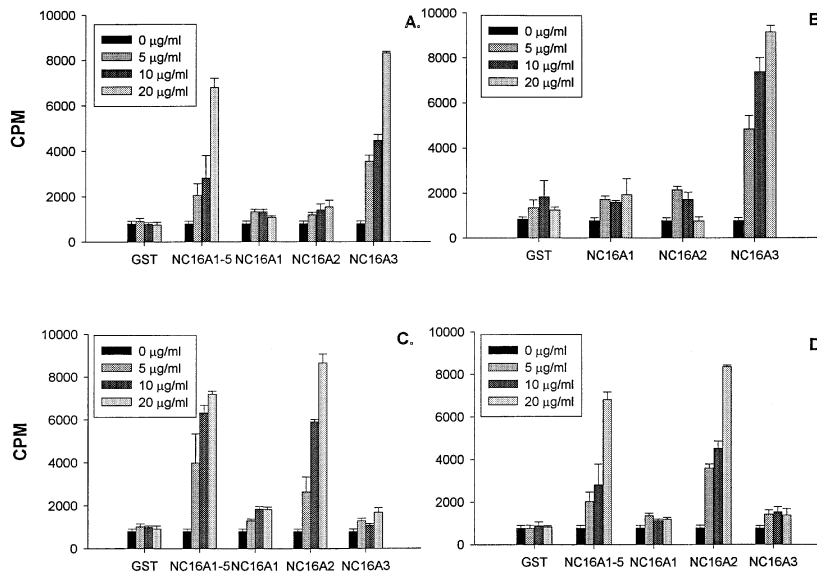 A.
0 µg/ml
5 µg/ml
10 µg/ml
20 µg/ml
CPM
10000
8000
6000
4000
2000
0
GST NC16A1-5 NC16A1 NC16A2 NC16A3
B
0 µg/ml
5 µg/ml
10 µg/ml
20 µg/ml
10000
8000
6000
4000
2000
0
GST NC16A1 NC16A2 NC16A3
C.
0 µg/ml
5 µg/ml
10 µg/ml
20 µg/ml
CPM
10000
8000
6000
4000
2000
0
GST NC16A1-5 NC16A1 NC16A2 NC16A3
D
0 µg/ml
5 µg/ml
10 µg/ml
20 µg/ml
10000
8000
6000
4000
2000
0
GST NC16A1-5 NC16A1 NC16A2 NC16A3